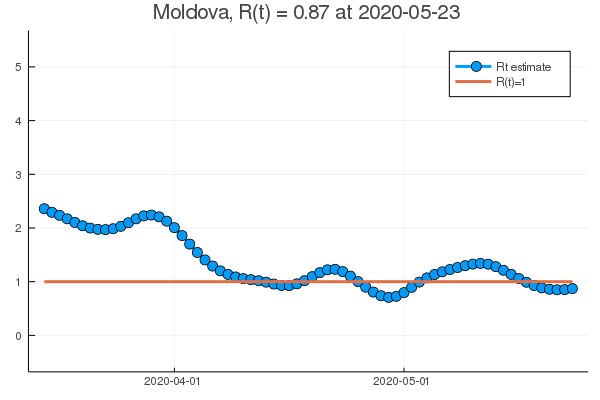 Moldova, R(t) = 0.87 at 2020-05-23
5
4
3
2
1
0
Rt estimate
R(t)=1
2020-04-01
2020-05-01